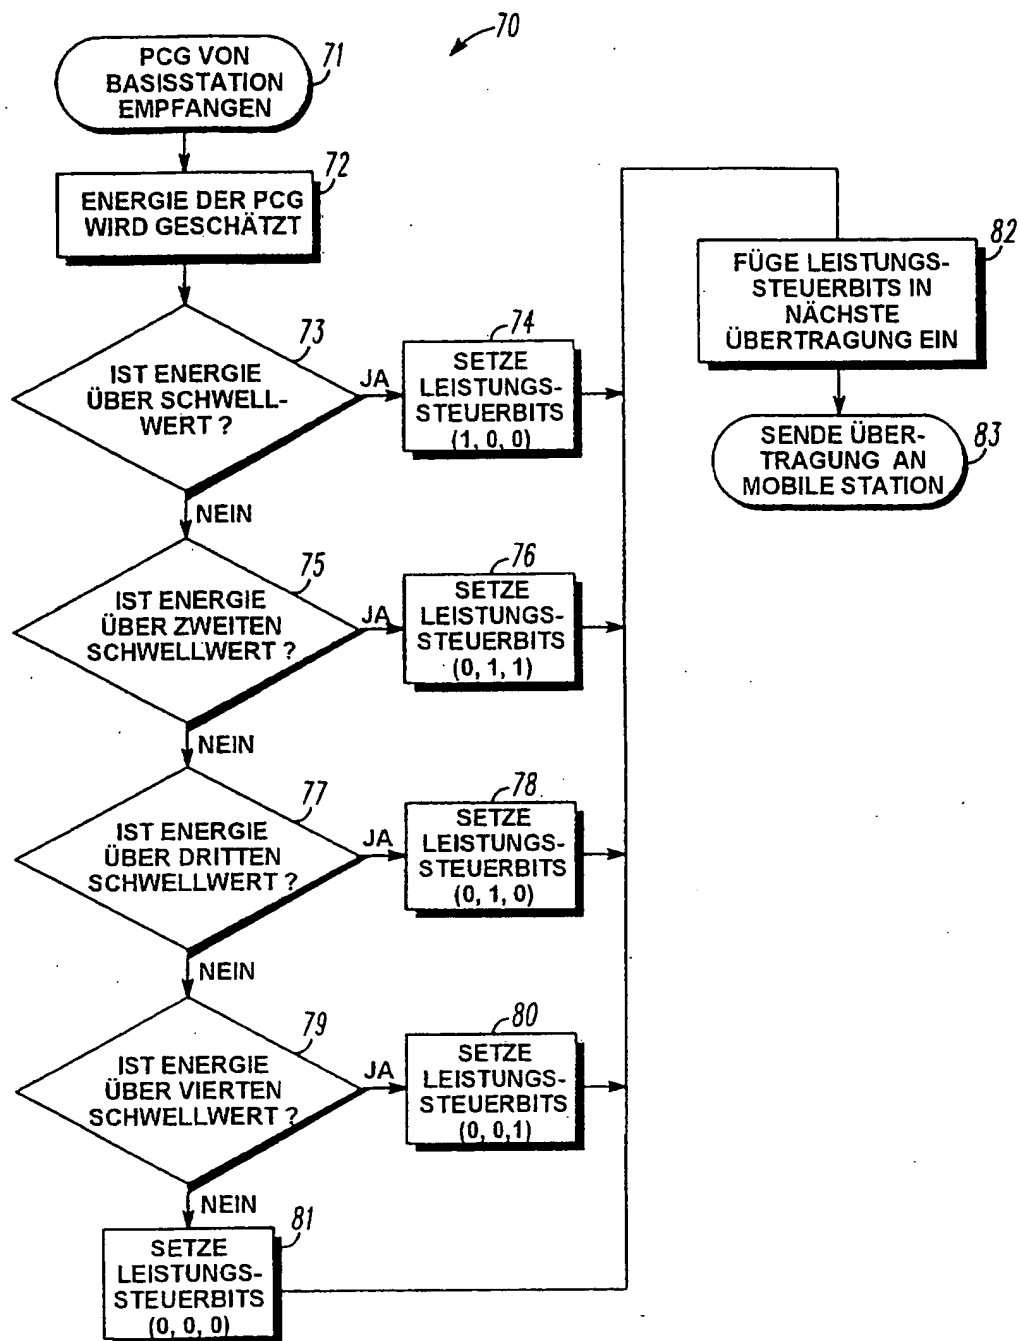 70
PCG VON
BASISSTATION
EMPFANGEN
71
72
ENERGIE DER PCG
WIRD GESCHÄTZT
73
IST ENERGIE
ÜBER SCHWELL-
WERT ?
JA
74
SETZE
LEISTUNGS-
STEUERBITS
(1, 0, 0)
NEIN
75
IST ENERGIE
ÜBER ZWEITEN
SCHWELLWERT ?
JA
76
SETZE
LEISTUNGS-
STEUERBITS
(0, 1, 1)
NEIN
77
IST ENERGIE
ÜBER DRITTEN
SCHWELLWERT ?
JA
78
SETZE
LEISTUNGS-
STEUERBITS
(0, 1, 0)
NEIN
79
IST ENERGIE
ÜBER VIERTEN
SCHWELLWERT ?
JA
80
SETZE
LEISTUNGS-
STEUERBITS
(0, 0,1)
NEIN
81
SETZE
LEISTUNGS-
STEUERBITS
(0, 0, 0)
82
FÜGE LEISTUNGS-
STEUERBITS IN
NÄCHSTE
ÜBERTRAGUNG EIN
83
SENDE ÜBER-
TRAGUNG AN
MOBILE STATION